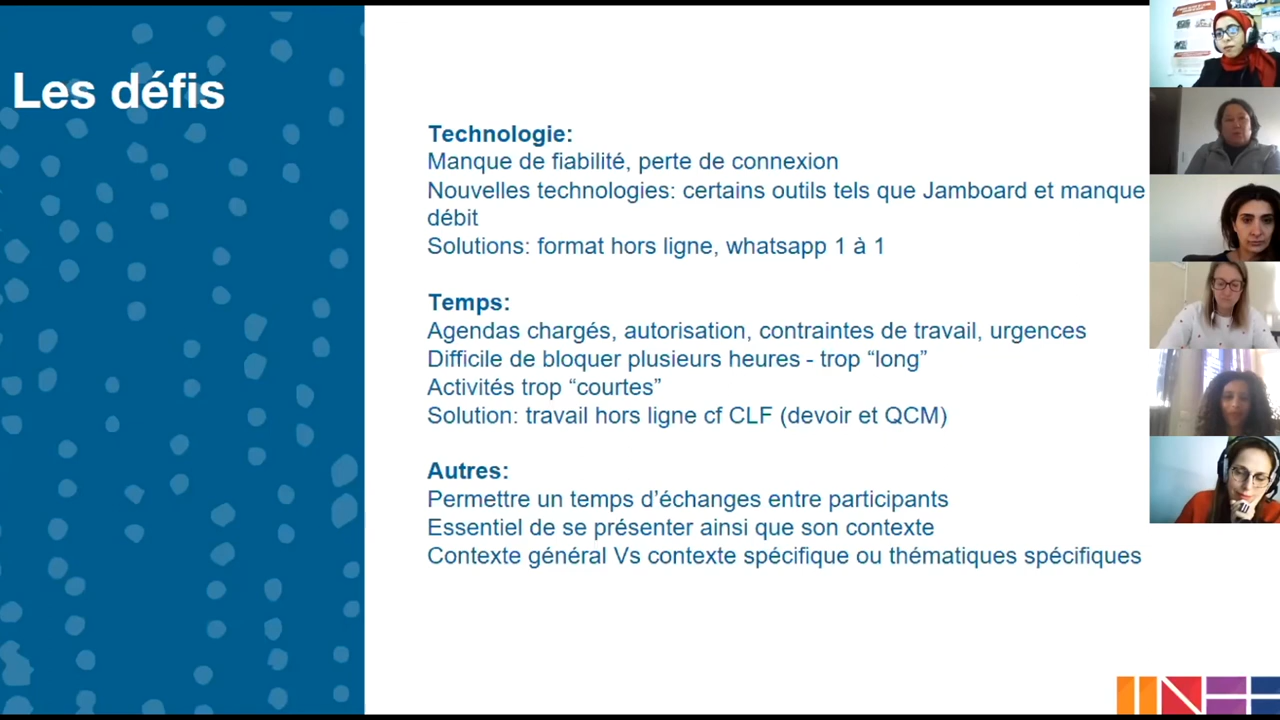 Les défis
Technologie:
Manque de fiabilité, perte de connexion
Nouvelles technologies: certains outils tels que Jamboard et manque
débit
Solutions: format hors ligne, whatsapp 1 à 1
Temps:
Agendas chargés, autorisation, contraintes de travail, urgences
Difficile de bloquer plusieurs heures - trop “long”
Activités trop “courtes”
Solution: travail hors ligne cf CLF (devoir et QCM)
Autres:
Permettre un temps d’échanges entre participants
Essentiel de se présenter ainsi que son contexte
Contexte général Vs contexte spécifique ou thématiques spécifiques
INEE